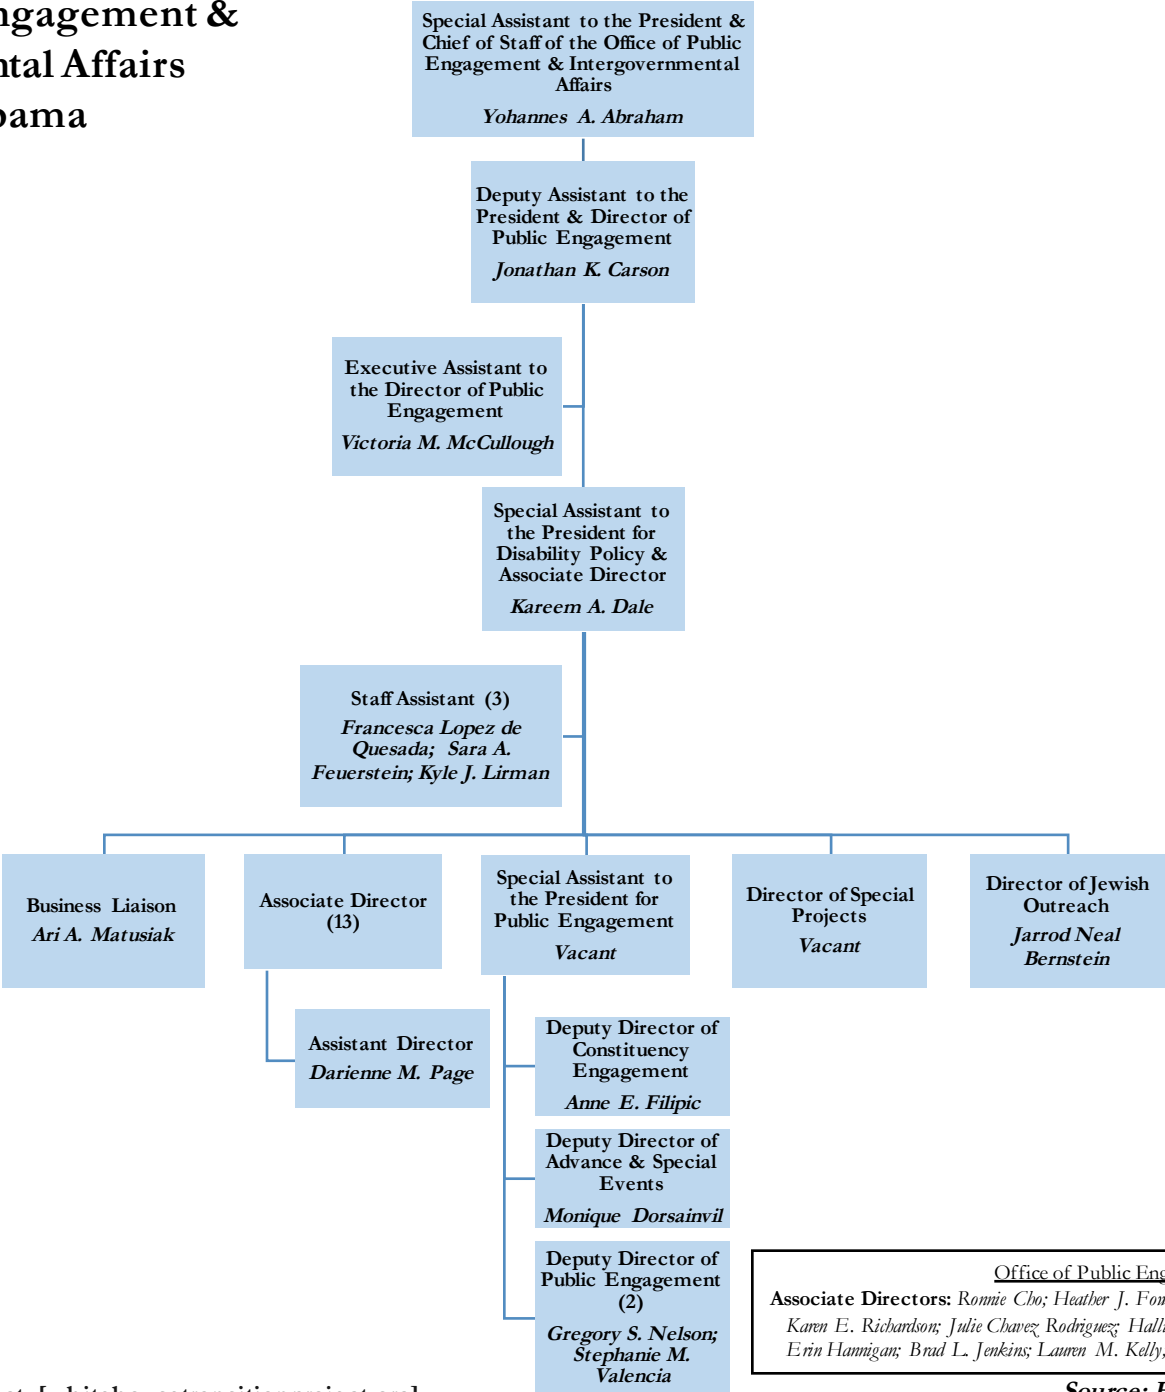 Engagement &
ntal Affairs
bama
Special Assistant to the President &
Chief of Staff of the Office of Public
Engagement & Intergovernmental
Affairs
Yohannes A. Abraham
Deputy Assistant to the
President & Director of
Public Engagement
Jonathan K. Carson
Executive Assistant to
the Director of Public
Engagement
Victoria M. McCullough
Special Assistant to
the President for
Disability Policy &
Associate Director
Kareem A. Dale
Staff Assistant (3)
Francesca Lopez de
Quesada; Sara A.
Feuerstein; Kyle J. Lirman
Business Liaison
Ari A. Matusiak
Associate Director
(13)
Special Assistant to
the President for
Public Engagement
Vacant
Director of Special
Projects
Vacant
Director of Jewish
Outreach
Jarrod Neal
Bernstein
Assistant Director
Darienne M. Page
Deputy Director of
Constituency
Engagement
Anne E. Filipic
Deputy Director of
Advance & Special
Events
Monique Dorsainvil
Deputy Director of
Public Engagement
(2)
Gregory S. Nelson;
Stephanie M.
Valencia
Office of Public Eng
Associate Directors: Ronnie Cho; Heather J. Fo
Karen E. Richardson; Julie Chavez Rodriguez; Halli
Erin Hannigan; Brad L. Jenkins; Lauren M. Kelly,
Source: